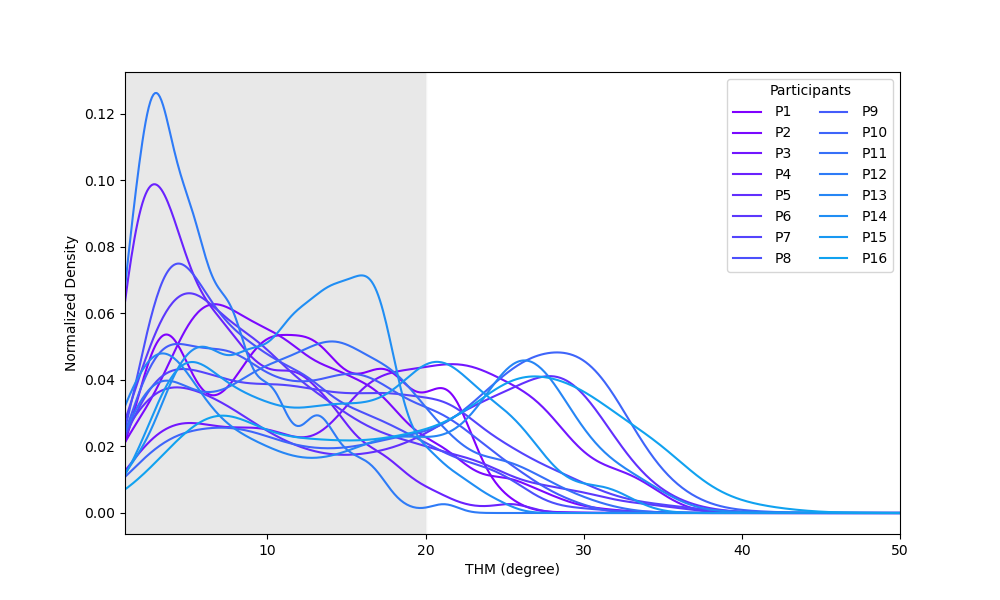 Participants
P1 P9
P2 P10
P3 P11
P4 P12
P5 P13
P6 P14
P7 P15
P8 P16
Normalized Density
0.12
0.10
0.08
0.06
0.04
0.02
0.00
10 20 30 40 50
THM (degree)